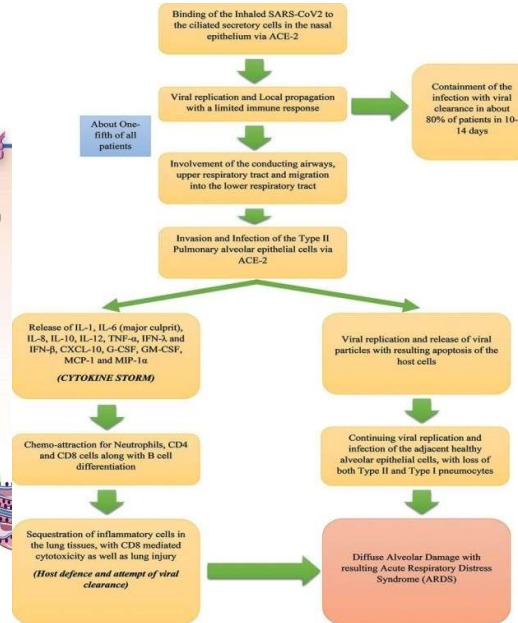 Binding of the Inhaled SARS-CoV2 to
the ciliated secretory cells in the nasal
epithelium via ACE-2
Viral replication and Local propagation
with a limited immune response
Containment of the
infection with viral
clearance in about
80% of patients in 10-
14 days
About One-
fifth of all
patients
Involvement of the conducting airways,
upper respiratory tract and migration
into the lower respiratory tract
Invasion and Infection of the Type II
Pulmonary alveolar epithelial cells via
ACE-2
Release of IL-1, IL-6 (major culprit),
IL-8, IL-10, IL-12, TNF-α, IFN-λ and
IFN-β, CXCL-10, G-CSF, GM-CSF,
MCP-1 and MIP-1α
(CYTOKINE STORM)
Viral replication and release of viral
particles with resulting apoptosis of the
host cells
Chemo-attraction for Neutrophils, CD4
and CD8 cells along with B cell
differentiation
Continuing viral replication and
infection of the adjacent healthy
alveolar epithelial cells, with loss of
both Type II and Type I pneumocytes
Sequestration of inflammatory cells in
the lung tissues, with CD8 mediated
cytotoxicity as well as lung injury
(Host defence and attempt of viral
clearance)
Diffuse Alveolar Damage with
resulting Acute Respiratory Distress
Syndrome (ARDS)